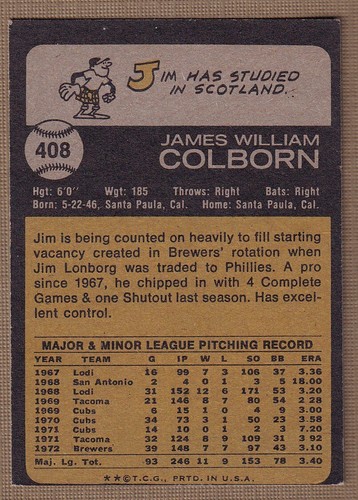 JIM HAS STUDIED
IN SCOTLAND.
408
JAMES WILLIAM
COLBORN
Hgt: 6'0" Wgt: 185 Throws: Right Bats: Right
Born: 5-22-46, Santa Paula, Cal. Home: Santa Paula, Cal.
Jim is being counted on heavily to fill starting
vacancy created in Brewers' rotation when
Jim Lonborg was traded to Phillies. A pro
since 1967, he chipped in with 4 Complete
Games & one Shutout last season. Has excel-
lent control.
MAJOR & MINOR LEAGUE PITCHING RECORD
YEAR TEAM G IP W L SO BB ERA
1967 Lodi 16 99 7 3 106 37 3.36
1968 San Antonio 2 4 0 1 3 5 18.00
1968 Lodi 31 152 12 6 171 53 3.20
1969 Tacoma 21 146 8 7 80 54 2.28
1969 Cubs 6 15 1 0 4 9 3.00
1970 Cubs 34 73 3 1 50 23 3.58
1971 Cubs 14 10 0 1 2 3 7.20
1971 Tacoma 32 124 8 9 109 31 3.92
1972 Brewers 39 148 7 7 97 43 3.10
Maj. Lg. Tot. 93 246 11 9 153 78 3.40
**© T.C.G., PRTD. IN U.S.A.